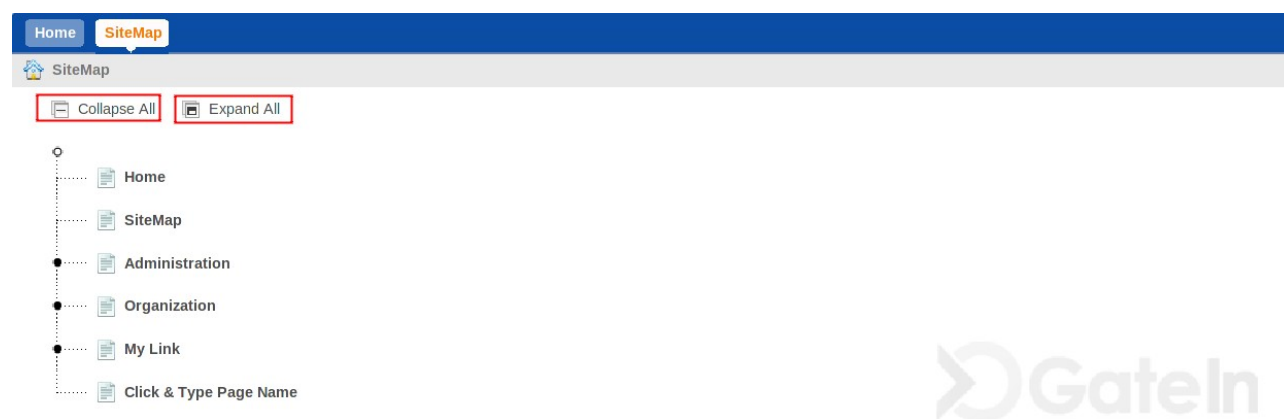 Home SiteMap
SiteMap
Collapse All Expand All
Home
SiteMap
Administration
Organization
My Link
Click & Type Page Name
GateIn